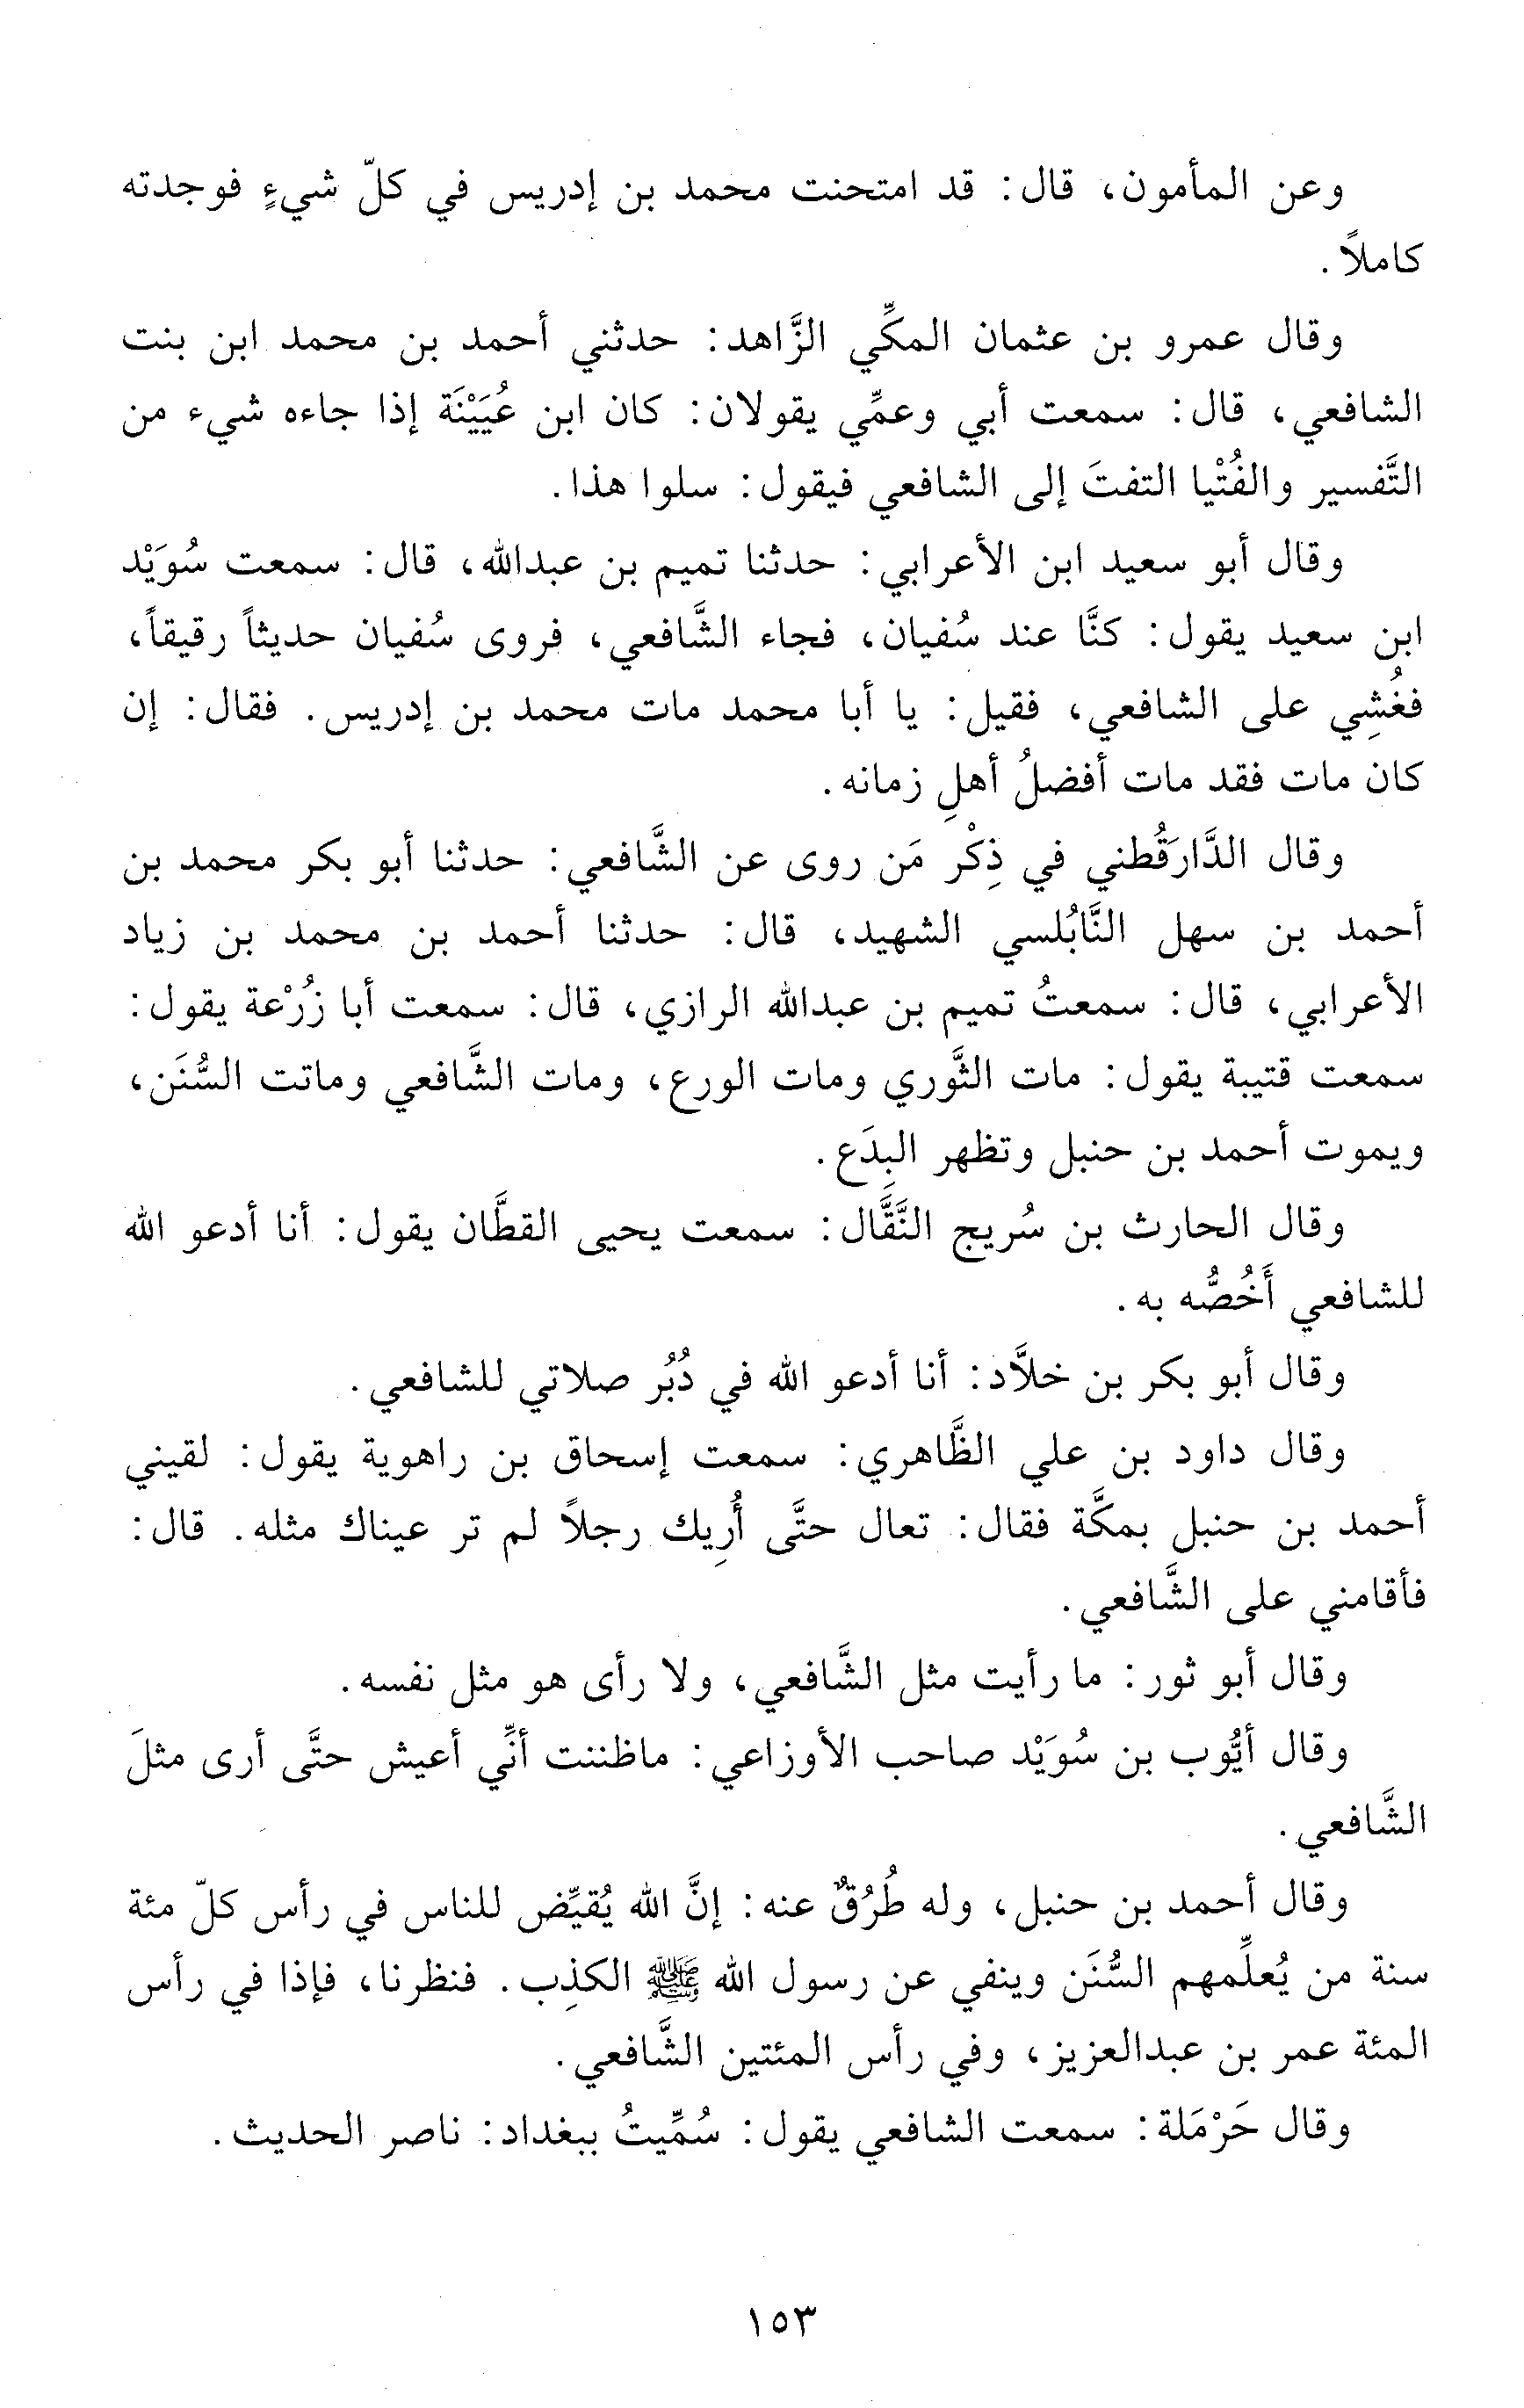 وعن المأمون، قال: قد امتحنت محمد بن إدريس في كلّ شيءٍ فوجدته
كاملاً.
وقال عمرو بن عثمان المكِّي الزَّاهد: حدثني أحمد بن محمد ابن بنت
الشافعي، قال: سمعت أبي وعمِّي يقولان: كان ابن عُيَيْنَة إذا جاءه شيء من
التَّفسير والفُتْيا التفتَ إلى الشافعي فيقول: سلوا هذا.
وقال أبو سعيد ابن الأعرابي: حدثنا تميم بن عبدالله، قال: سمعت سُوَيْد
ابن سعيد يقول: كنَّا عند سُفيان، فجاء الشَّافعي، فروى سُفيان حديثاً رقيقاً،
فغُشِي على الشافعي، فقيل: يا أبا محمد مات محمد بن إدريس. فقال: إن
كان مات فقد مات أفضلُ أهلِ زمانه.
وقال الدَّارَقُطني في ذِكْر مَن روى عن الشَّافعي: حدثنا أبو بكر محمد بن
أحمد بن سهل النَّابُلسي الشهيد، قال: حدثنا أحمد بن محمد بن زياد
الأعرابي، قال: سمعتُ تميم بن عبدالله الرازي، قال: سمعت أبا زُرْعة يقول:
سمعت قتيبة يقول: مات الثَّوري ومات الورع، ومات الشَّافعي وماتت السُّنَن،
ويموت أحمد بن حنبل وتظهر البِدَع.
وقال الحارث بن سُريج النَّقَّال: سمعت يحيى القطَّان يقول: أنا أدعو الله
للشافعي أَخُصُّه به.
وقال أبو بكر بن خلاَّد: أنا أدعو الله في دُبُر صلاتي للشافعي.
وقال داود بن علي الظَّاهري: سمعت إسحاق بن راهوية يقول: لقيني
أحمد بن حنبل بمكَّة فقال: تعال حتَّى أُرِيك رجلاً لم تر عيناك مثله. قال:
فأقامني على الشَّافعي.
وقال أبو ثور: ما رأيت مثل الشَّافعي، ولا رأى هو مثل نفسه.
وقال أيُّوب بن سُوَيْد صاحب الأوزاعي: ماظننت أنِّي أعيش حتَّى أرى مثلَ
الشَّافعي.
وقال أحمد بن حنبل، وله طُرُقٌ عنه: إنَّ الله يُقيِّض للناس في رأس كلّ مئة
سنة من يُعلِّمهم السُّنَن وينفي عن رسول الله ﷺ الكذِب. فنظرنا، فإذا في رأس
المئة عمر بن عبدالعزيز، وفي رأس المئتين الشَّافعي.
وقال حَرْمَلة: سمعت الشافعي يقول: سُمِّيتُ ببغداد: ناصر الحديث.
١٥٣